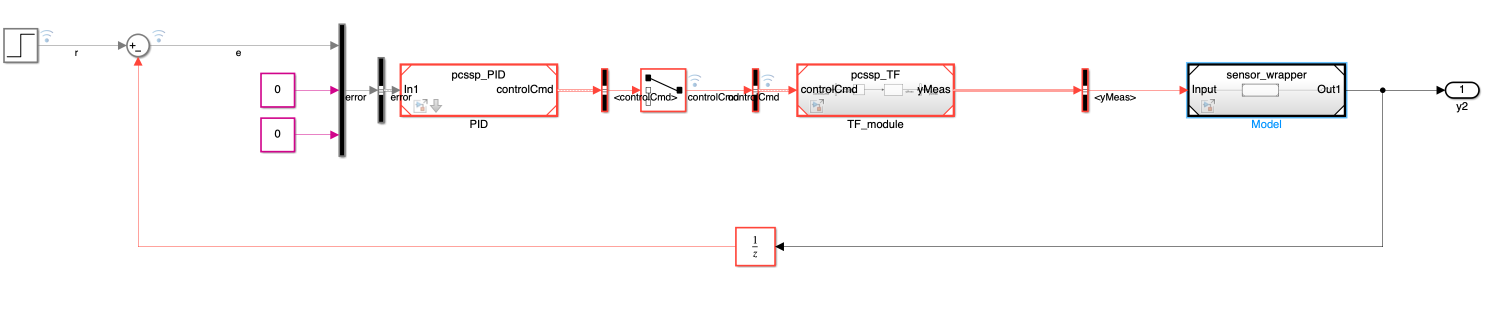 r
+
−
e
0
0
error
error
pcssp_PID
In1
controlCmd
PID
<controlCmd>
controlCmd
controlCmd
pcssp_TF
controlCmd
yMeas
TF_module
<yMeas>
sensor_wrapper
Input
Out1
Model
1
y2
1
z